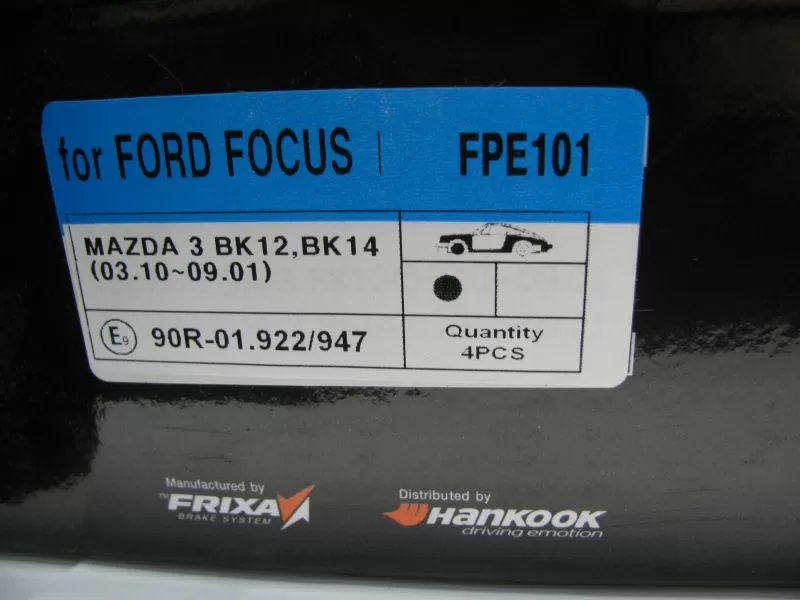 for FORD FOCUS | FPE101
MAZDA 3 BK12,BK14
(03.10~09.01)
E9 90R-01.922/947
Quantity
4PCS
Manufactured by
™FRIXA
BRAKE SYSTEM
Distributed by
HANKOOK
driving emotion